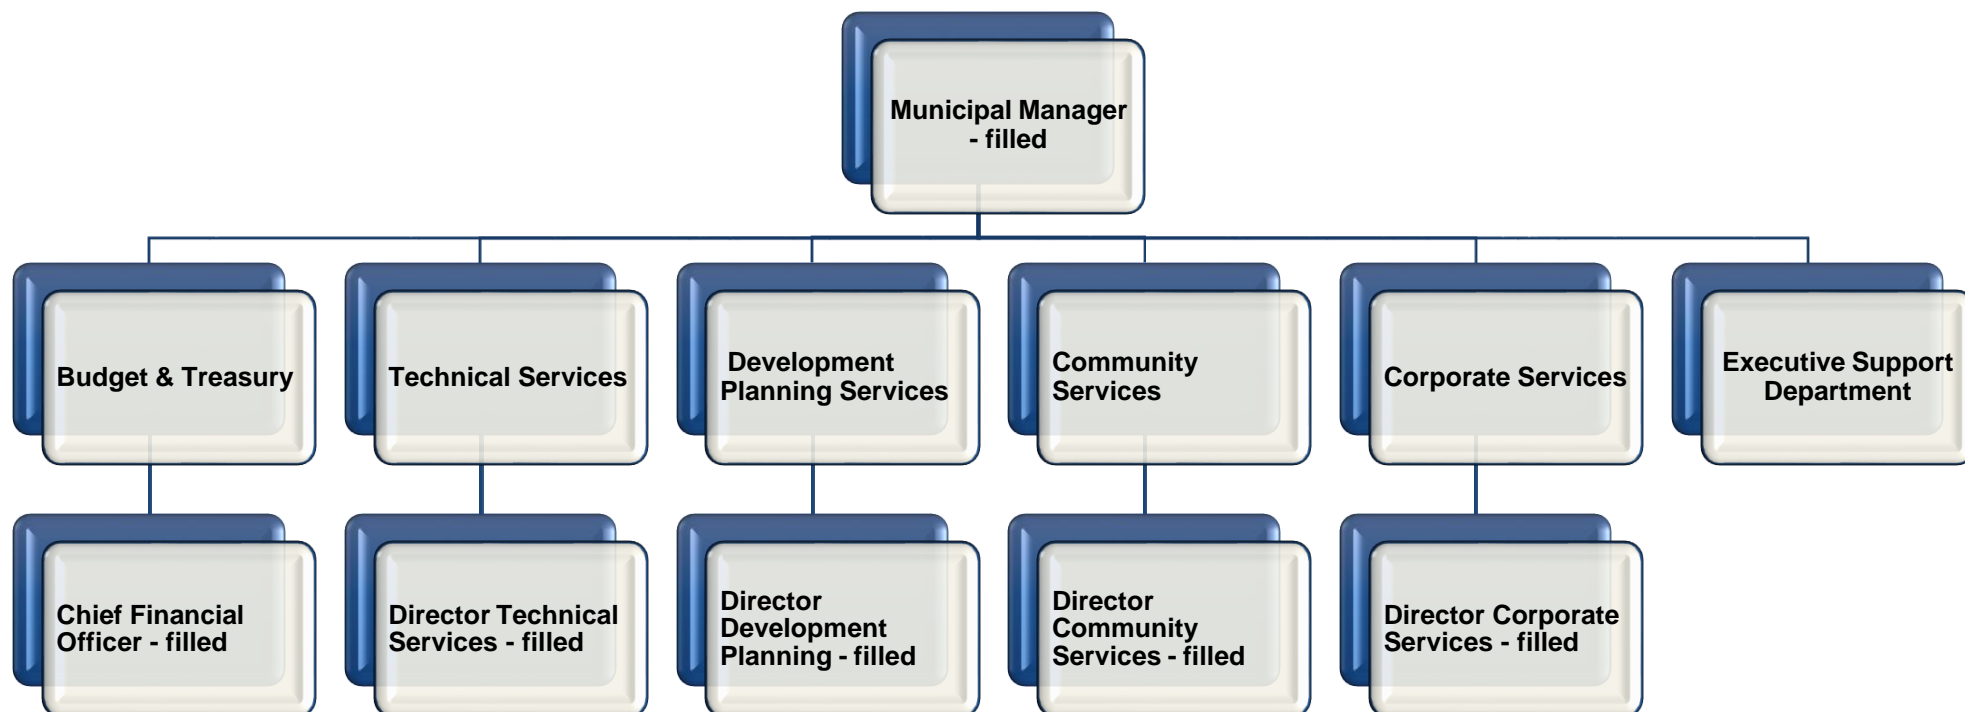 Municipal Manager
- filled
Budget & Treasury
Technical Services
Development
Planning Services
Community
Services
Corporate Services
Executive Support
Department
Chief Financial
Officer - filled
Director Technical
Services - filled
Director
Development
Planning - filled
Director
Community
Services - filled
Director Corporate
Services - filled